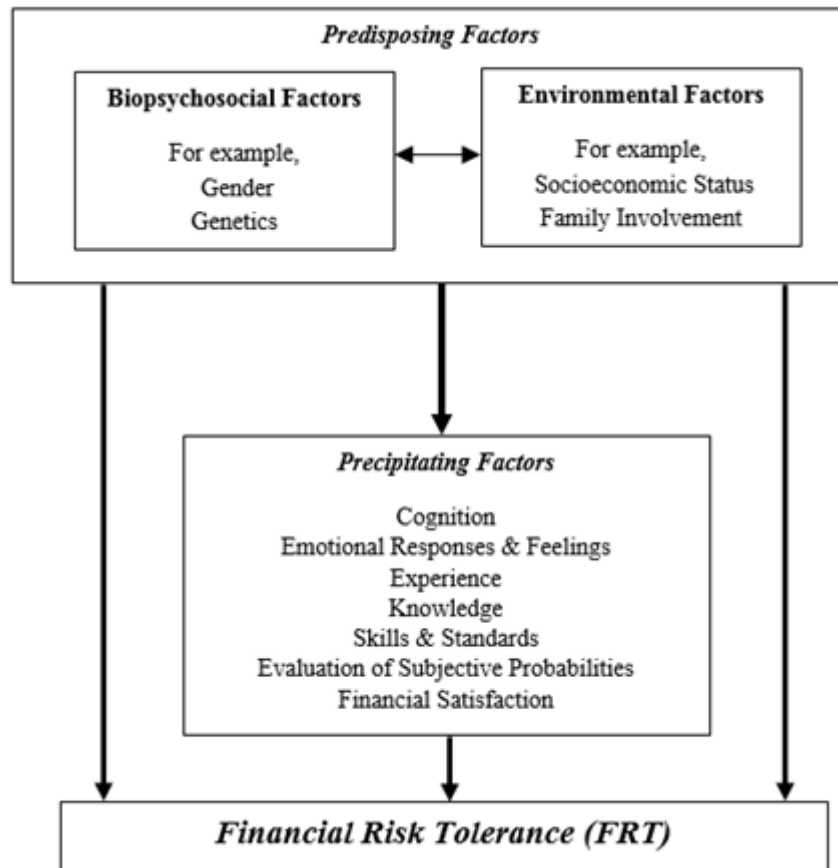 Predisposing Factors
Biopsychosocial Factors
For example,
Gender
Genetics
Environmental Factors
For example,
Socioeconomic Status
Family Involvement
Precipitating Factors
Cognition
Emotional Responses & Feelings
Experience
Knowledge
Skills & Standards
Evaluation of Subjective Probabilities
Financial Satisfaction
Financial Risk Tolerance (FRT)